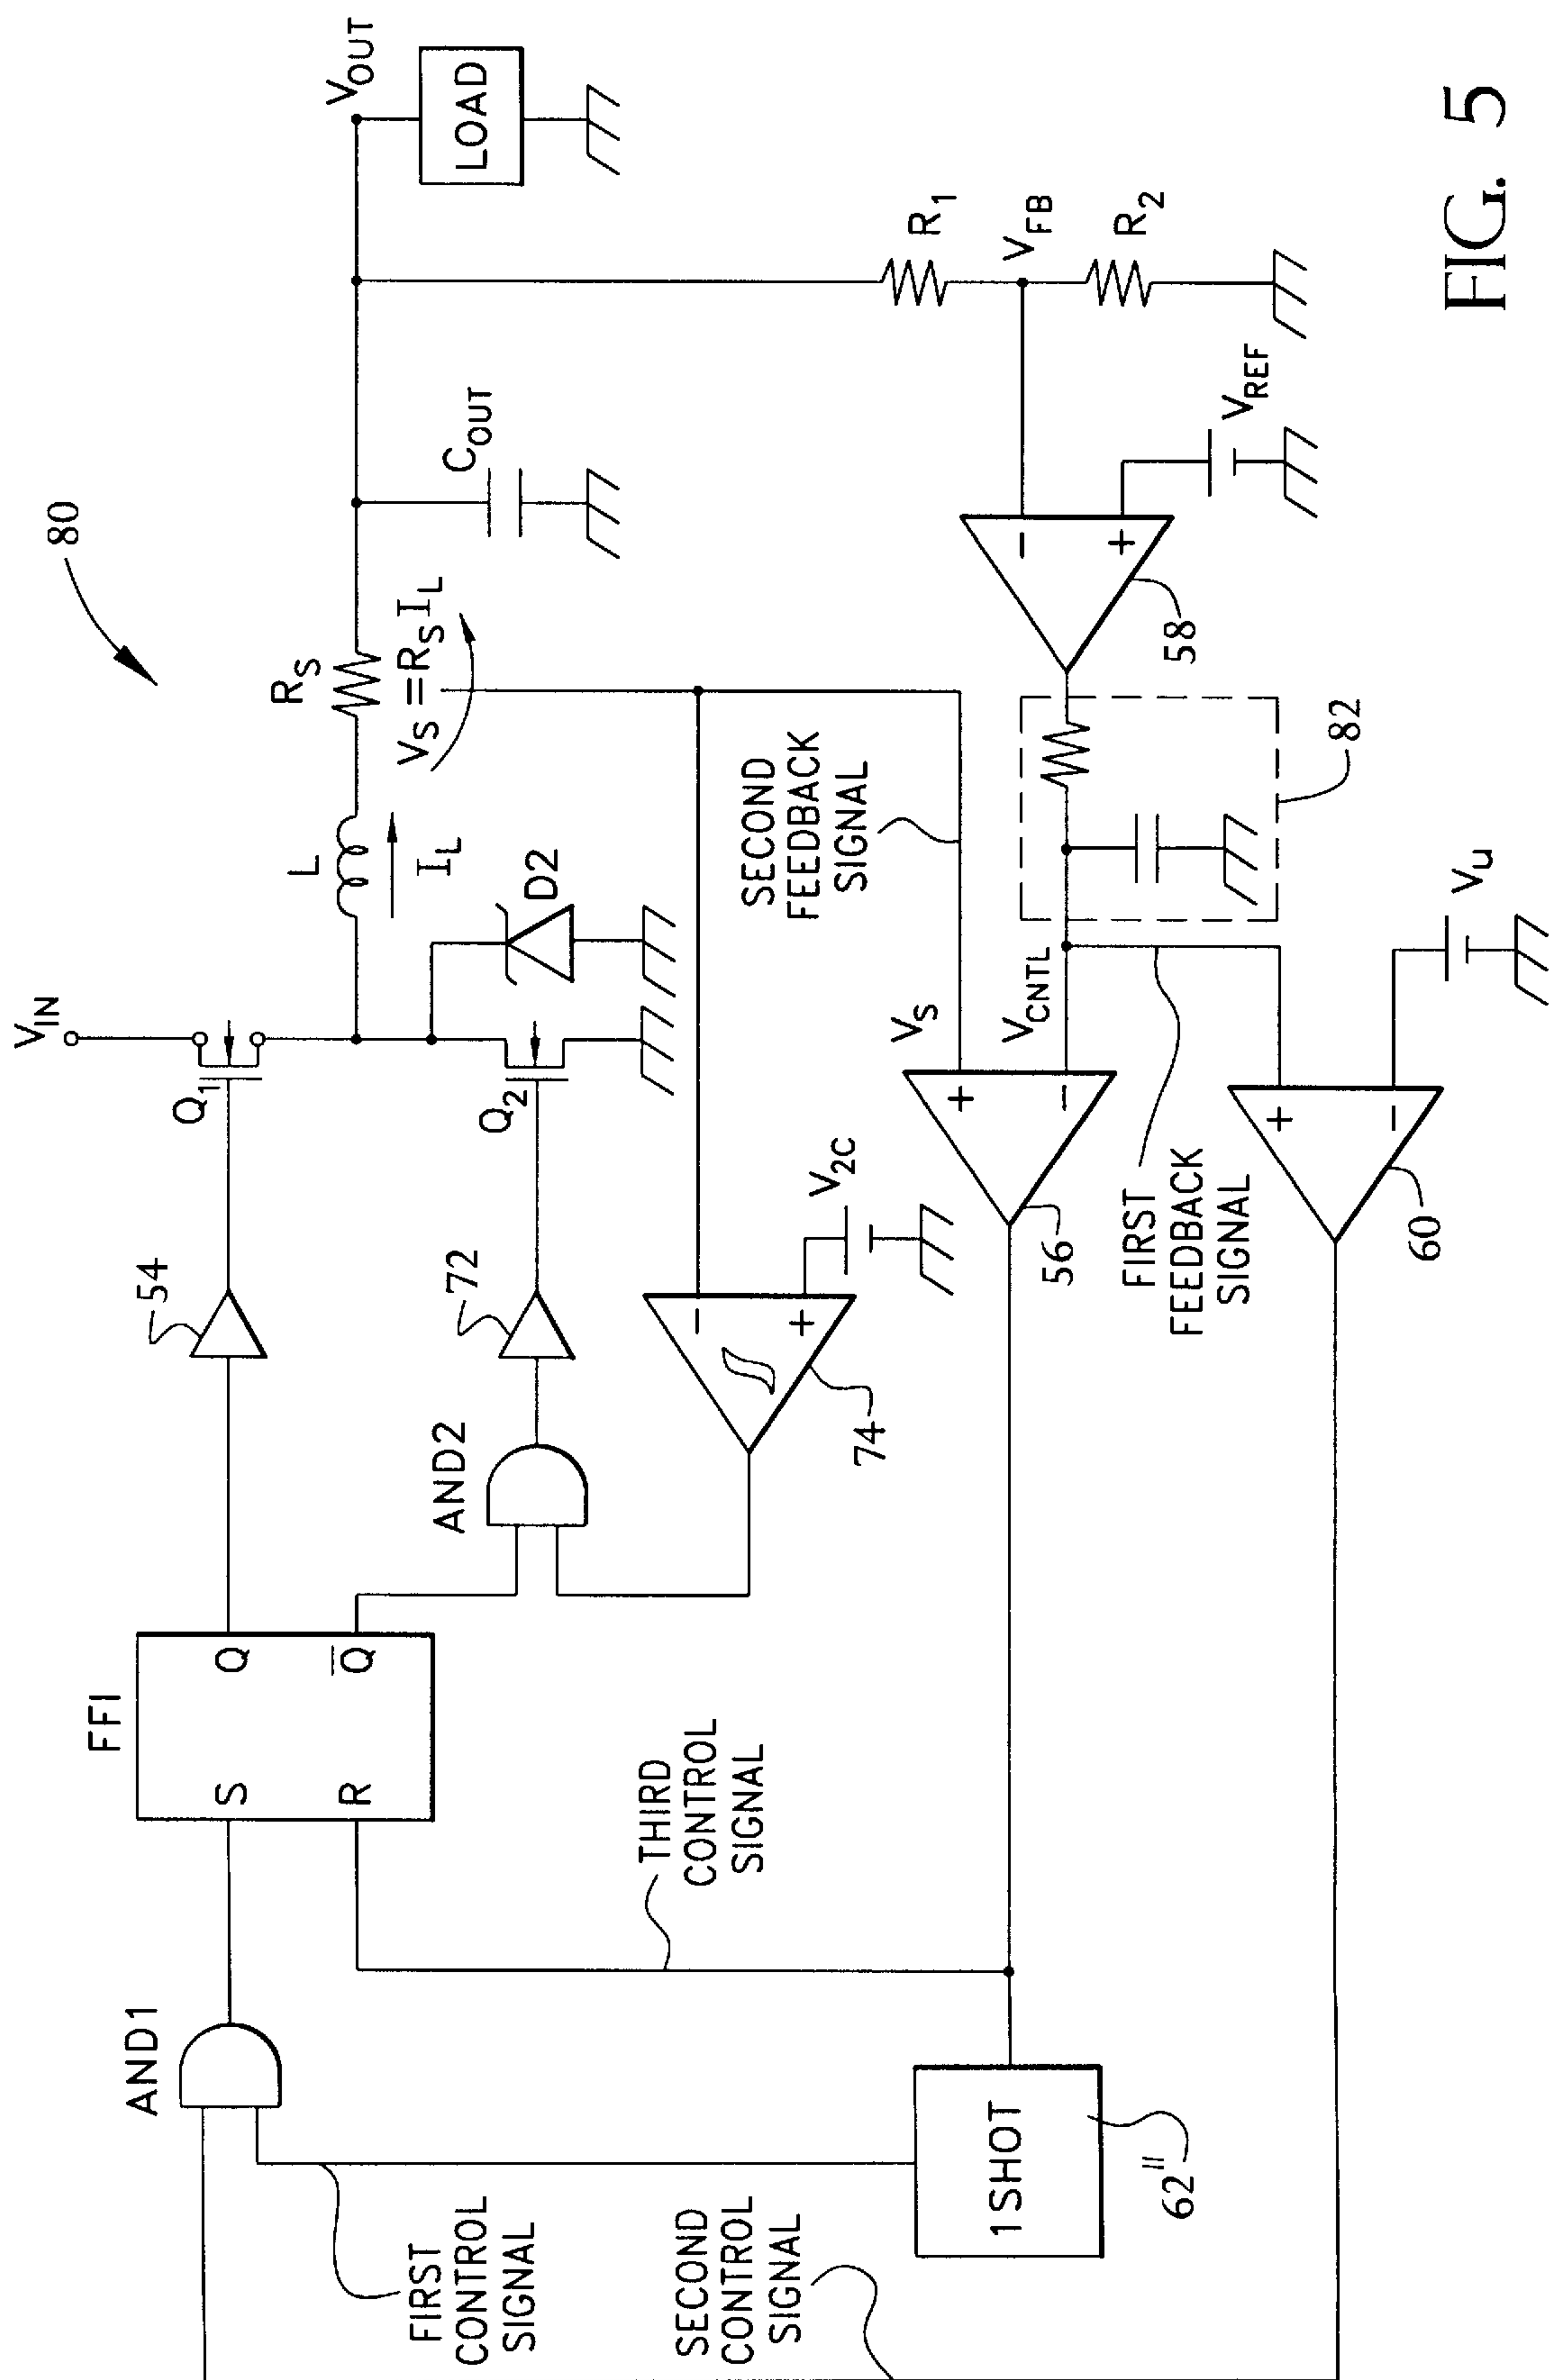 80
V_IN
V_OUT
Q_1
L
I_L
R_S
V_S = R_S I_L
C_OUT
LOAD
54
FF1
S
Q
R
Q̅
AND1
AND2
72
Q_2
D2
74
-
+
V_2C
SECOND
FEEDBACK
SIGNAL
R_1
V_FB
R_2
THIRD
CONTROL
SIGNAL
V_S
V_CNTL
+
-
56
-
+
58
V_REF
82
FIRST
CONTROL
SIGNAL
1SHOT
62"
FIRST
FEEDBACK
SIGNAL
+
-
60
V_u
SECOND
CONTROL
SIGNAL
FIG. 5